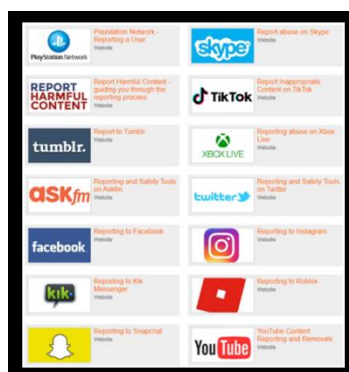 PlayStation Network
Playstation Network -
Reporting a User
Website
skype
Report abuse on Skype
Website
REPORT
HARMFUL
CONTENT
Report Harmful Content -
guiding you through the
reporting process
Website
TikTok
Report Inappropriate
Content on TikTok
Website
tumblr.
Report to Tumblr
Website
XBOX LIVE
Reporting abuse on Xbox
Live
Website
ASKfm
Reporting and Safety Tools
on Askfm
Website
twitter
Reporting and Safety Tools
on Twitter
Website
facebook
Reporting to Facebook
Website
Reporting to Instagram
Website
kik
Reporting to Kik
Messenger
Website
Reporting to Roblox
Website
Reporting to Snapchat
Website
YouTube
YouTube Content
Reporting and Removals
Website